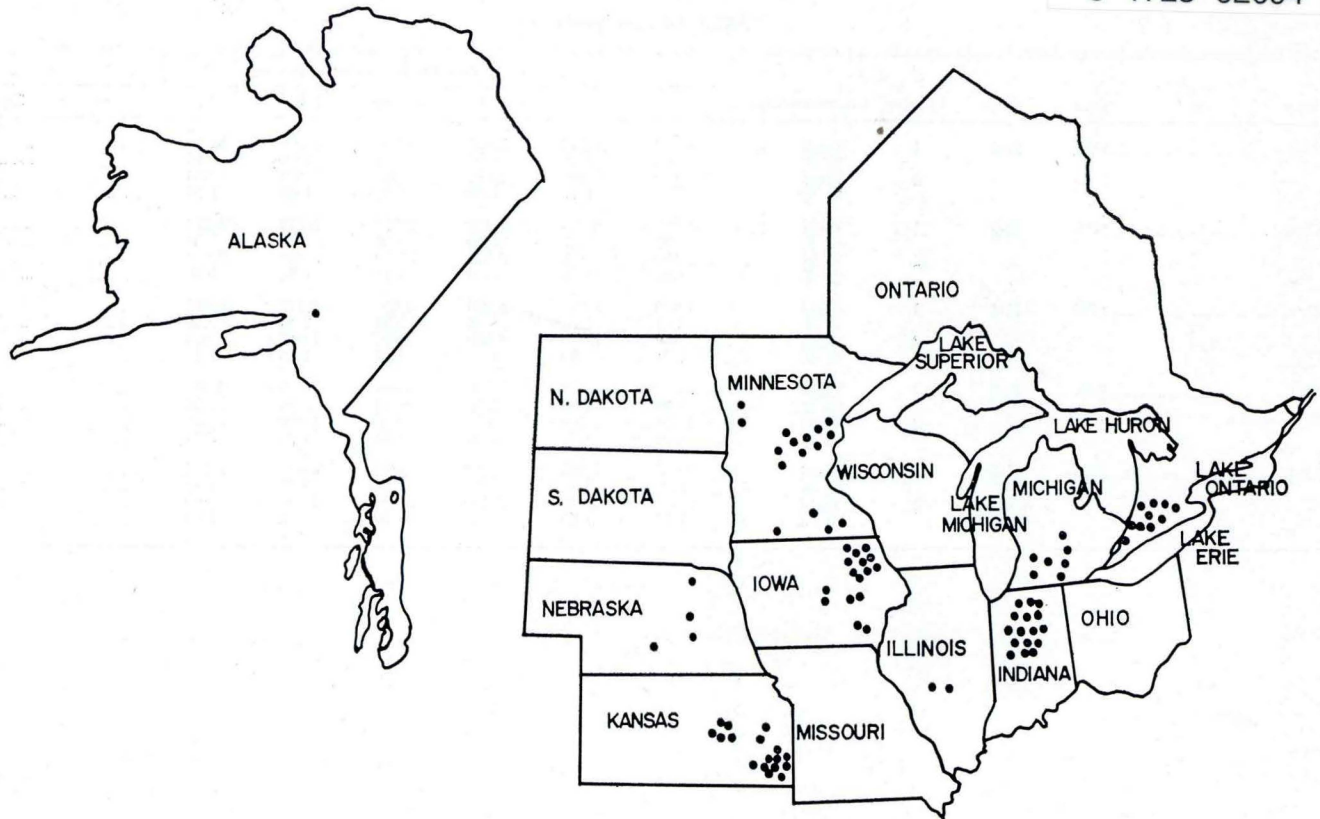 ALASKA
ONTARIO
LAKE
SUPERIOR
N. DAKOTA
MINNESOTA
LAKE HURON
S. DAKOTA
WISCONSIN
MICHIGAN
LAKE
ONTARIO
LAKE
MICHIGAN
LAKE
ERIE
NEBRASKA
IOWA
ILLINOIS
INDIANA
OHIO
KANSAS
MISSOURI